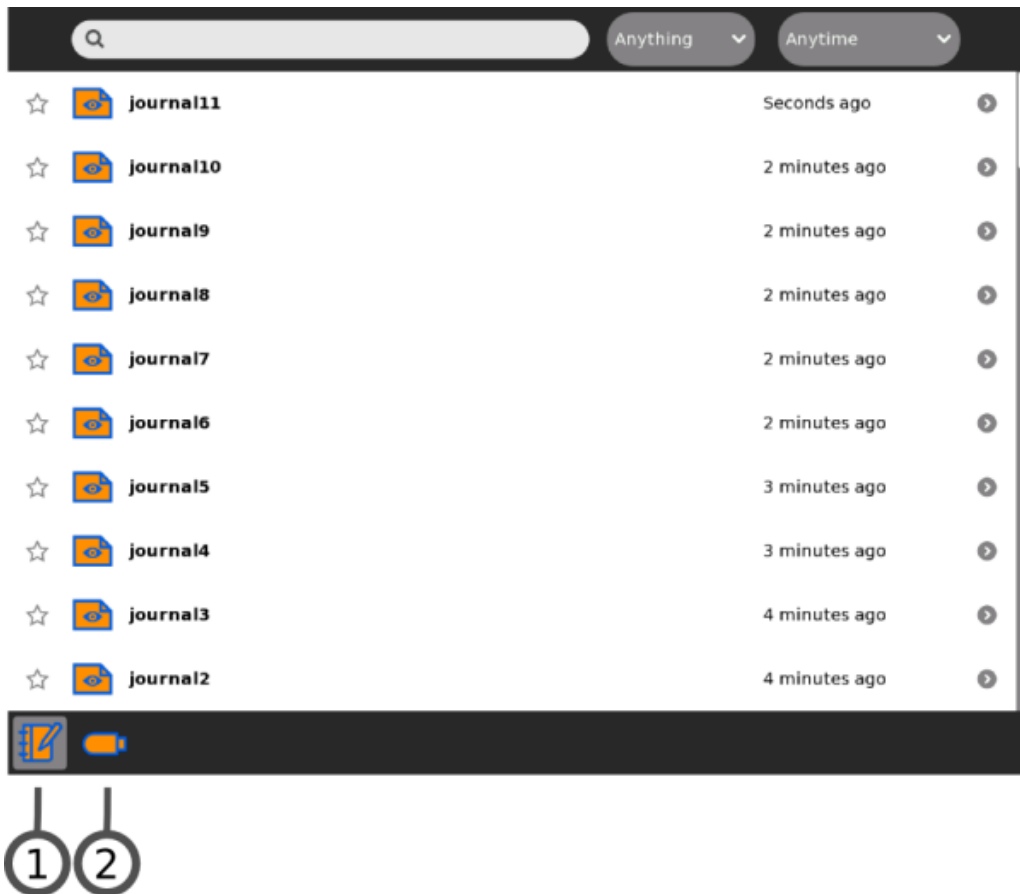 Anything Anytime
journal11 Seconds ago
journal10 2 minutes ago
journal9 2 minutes ago
journal8 2 minutes ago
journal7 2 minutes ago
journal6 2 minutes ago
journal5 3 minutes ago
journal4 3 minutes ago
journal3 4 minutes ago
journal2 4 minutes ago
1 2